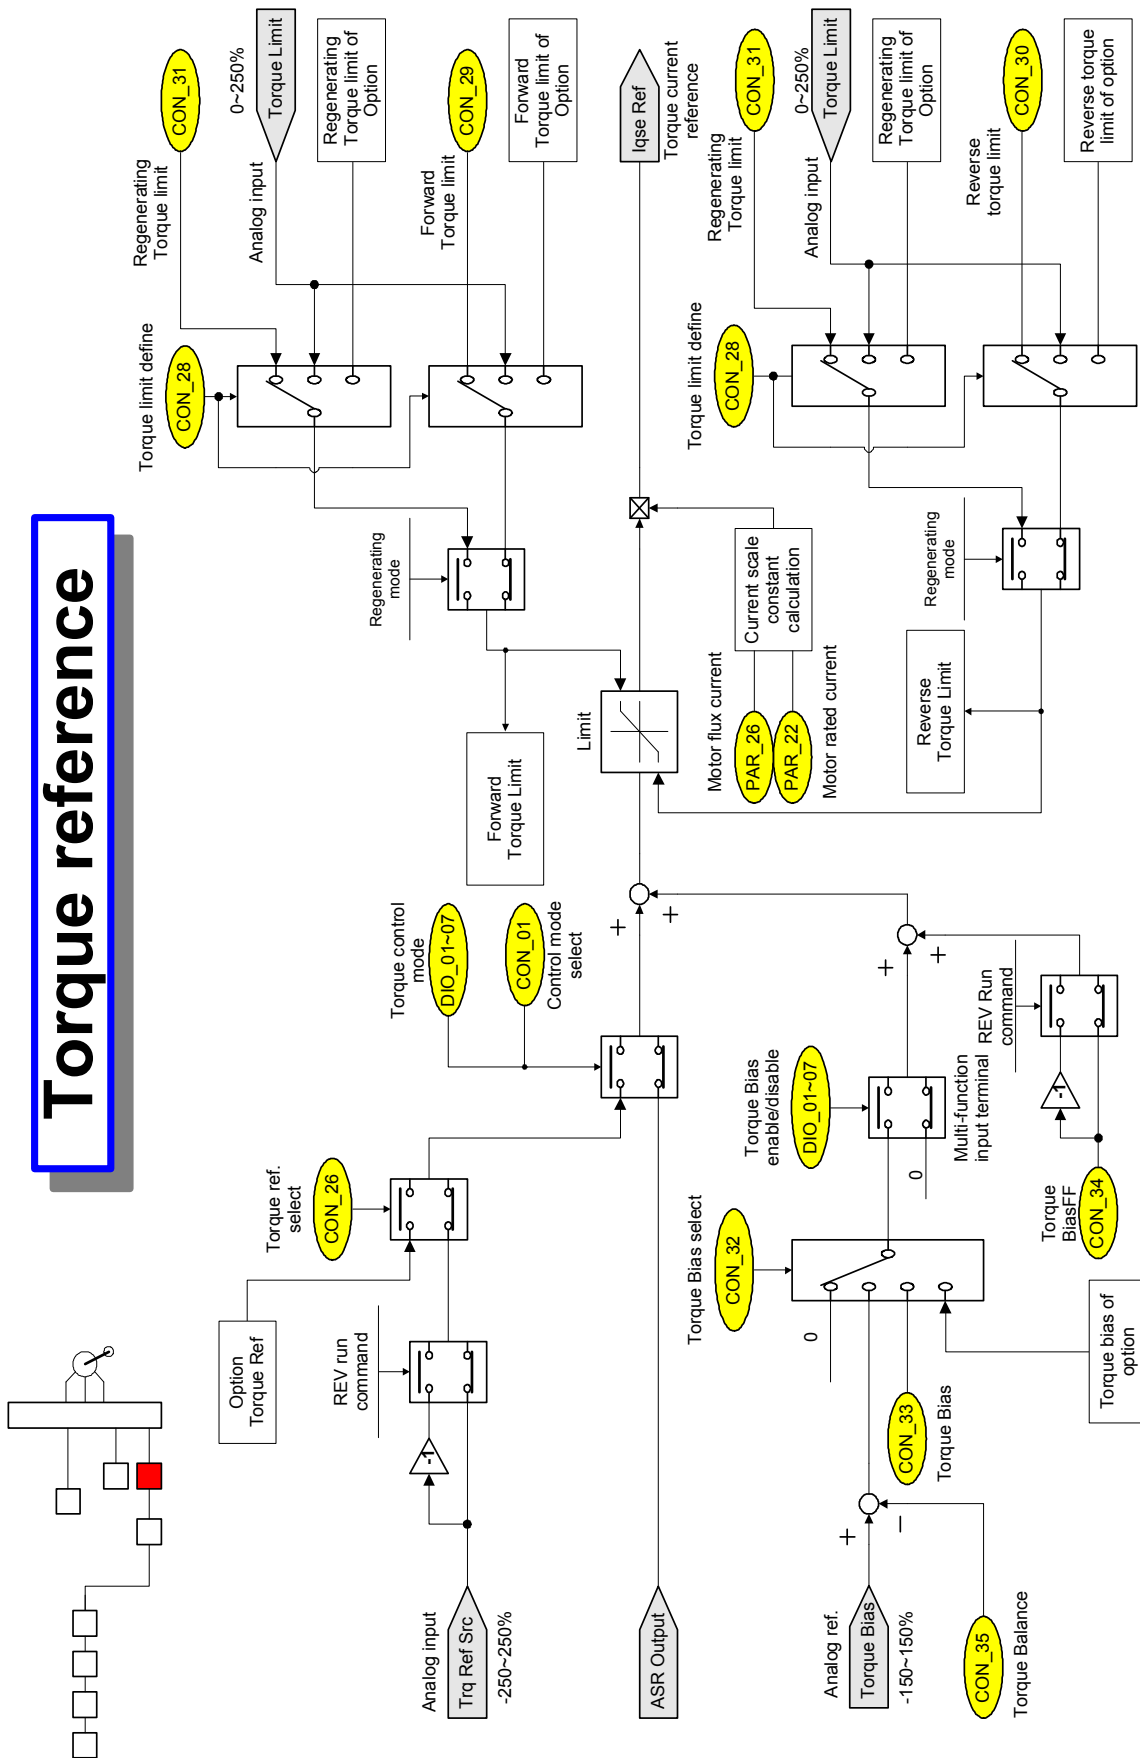 Torque reference
Option
Torque Ref
Torque ref.
select
CON_26
REV run
command
-1
Analog input
Trq Ref Src
-250~250%
ASR Output
Torque control
mode
DIO_01~07
CON_01
Control mode
select
+
+
Forward
Torque Limit
Limit
Regenerating
mode
Torque limit define
CON_28
Regenerating
Torque limit
CON_31
Analog input
0~250%
Torque Limit
Regenerating
Torque limit of
Option
Forward
Torque limit
CON_29
Forward
Torque limit of
Option
Iqse Ref
Torque current
reference
Motor flux current
PAR_26
PAR_22
Motor rated current
Current scale
constant
calculation
Analog ref.
Torque Bias
-150~150%
+
−
CON_35
Torque Balance
Torque Bias select
CON_32
0
CON_33
Torque Bias
Torque bias of
option
Torque Bias
enable/disable
DIO_01~07
0
Multi-function
input terminal
+
+
REV Run
command
-1
Torque
BiasFF
CON_34
Reverse
Torque Limit
Regenerating
mode
Torque limit define
CON_28
Regenerating
Torque limit
CON_31
Analog input
0~250%
Torque Limit
Regenerating
Torque limit of
Option
Reverse
torque limit
CON_30
Reverse torque
limit of option